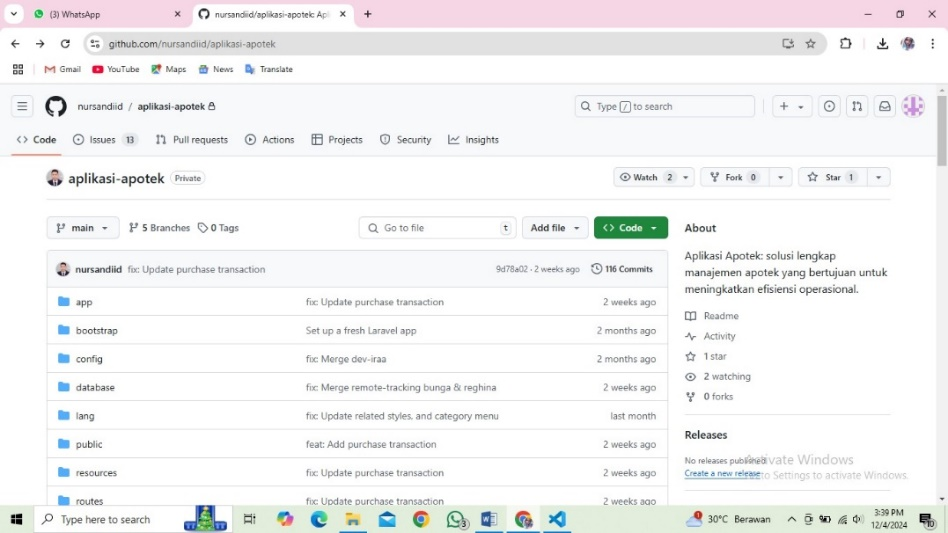 (3) WhatsApp
nursandiid/aplikasi-apotek: Apl
github.com/nursandiid/aplikasi-apotek
Gmail YouTube Maps News Translate
nursandiid / aplikasi-apotek
Type / to search
Code Issues 13 Pull requests Actions Projects Security Insights
aplikasi-apotek Private
Watch 2 Fork 0 Star 1
main 5 Branches 0 Tags
Go to file t
Add file Code
nursandiid fix: Update purchase transaction 9d78a02 · 2 weeks ago 116 Commits
app fix: Update purchase transaction 2 weeks ago
bootstrap Set up a fresh Laravel app 2 months ago
config fix: Merge dev-iraa 2 months ago
database fix: Merge remote-tracking bunga & reghina 2 weeks ago
lang fix: Update related styles, and category menu last month
public feat: Add purchase transaction 2 weeks ago
resources fix: Update purchase transaction 2 weeks ago
routes fix: Update purchase transaction 2 weeks ago
About
Aplikasi Apotek: solusi lengkap
manajemen apotek yang bertujuan untuk
meningkatkan efisiensi operasional.
Readme
Activity
1 star
2 watching
0 forks
Releases
No releases published
Create a new release
Activate Windows
Go to Settings to activate Windows.
Type here to search
30°C Berawan
3:39 PM
12/4/2024